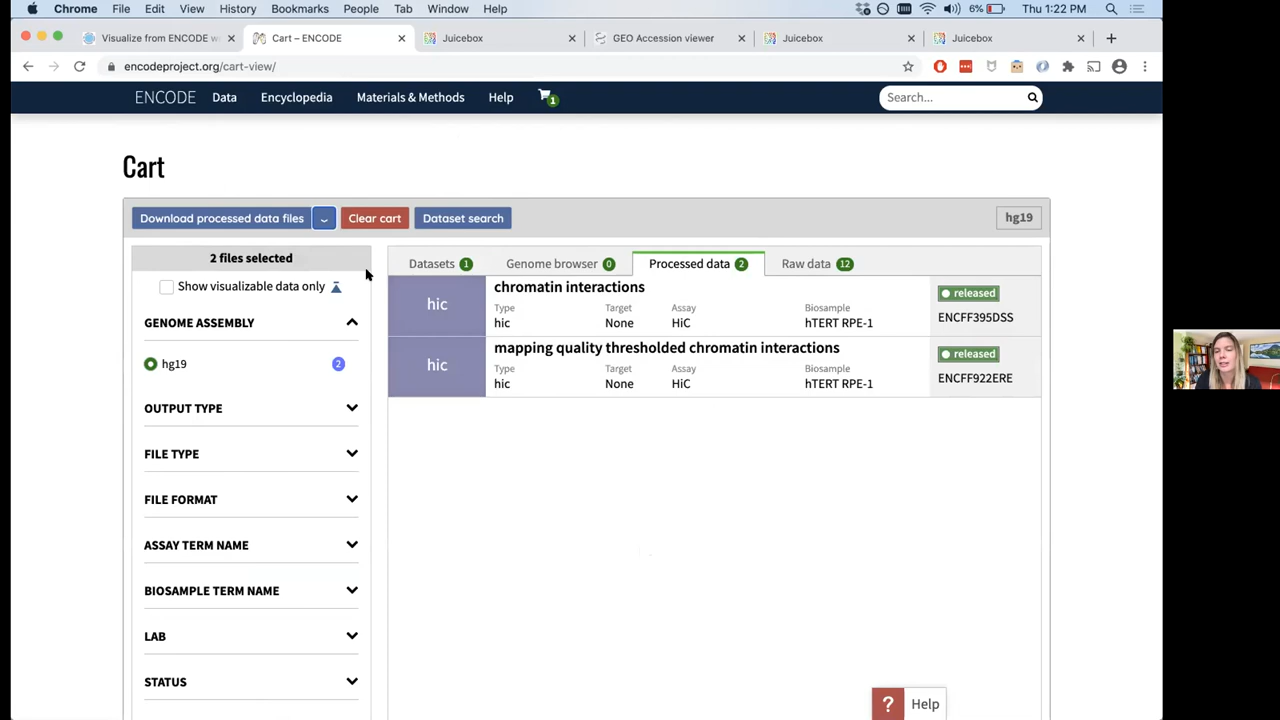 Chrome File Edit View History Bookmarks People Tab Window Help 6% Thu 1:22 PM
Visualize from ENCODE w Cart – ENCODE Juicebox GEO Accession viewer Juicebox Juicebox
encodeproject.org/cart-view/
ENCODE Data Encyclopedia Materials & Methods Help 1 Search...
Cart
Download processed data files Clear cart Dataset search hg19
2 files selected
Show visualizable data only
GENOME ASSEMBLY
hg19 2
OUTPUT TYPE
FILE TYPE
FILE FORMAT
ASSAY TERM NAME
BIOSAMPLE TERM NAME
LAB
STATUS
Datasets 1 Genome browser 0 Processed data 2 Raw data 12
hic
chromatin interactions
Type Target Assay Biosample
hic None HiC hTERT RPE-1
released
ENCFF395DSS
hic
mapping quality thresholded chromatin interactions
Type Target Assay Biosample
hic None HiC hTERT RPE-1
released
ENCFF922ERE
? Help